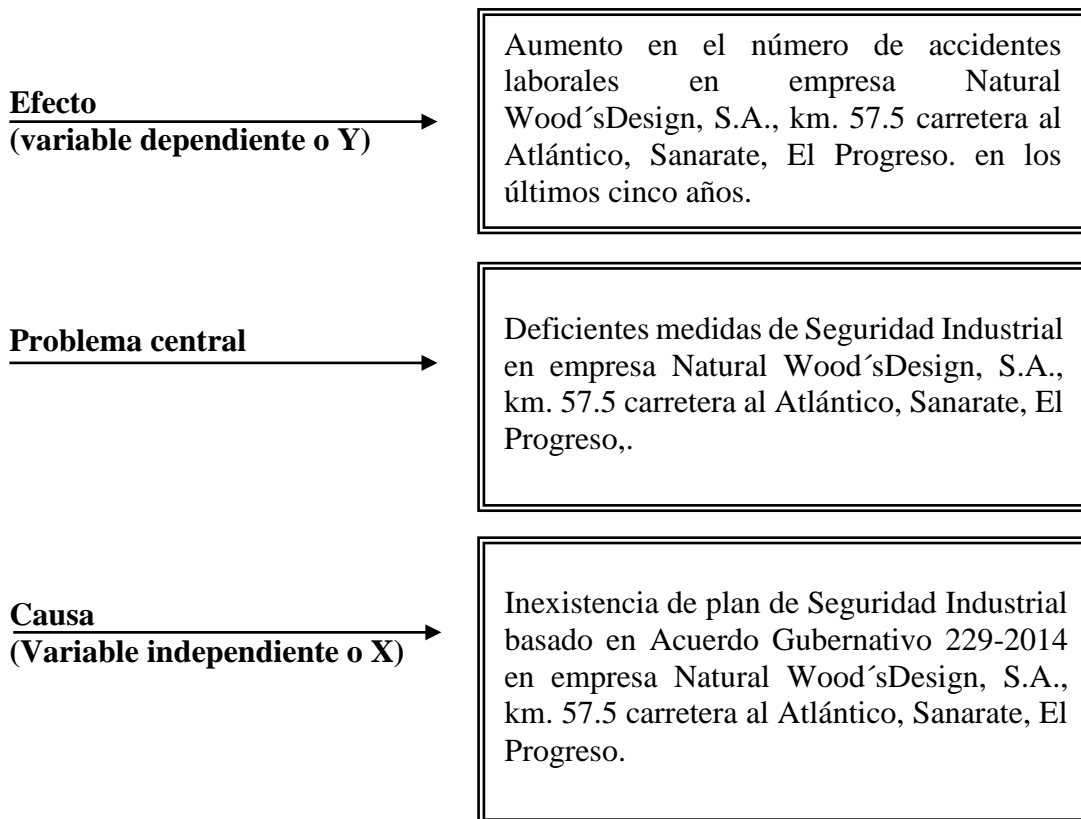 Efecto
(variable dependiente o Y)
Aumento en el número de accidentes
laborales en empresa Natural
Wood´sDesign, S.A., km. 57.5 carretera al
Atlántico, Sanarate, El Progreso. en los
últimos cinco años.
Problema central
Deficientes medidas de Seguridad Industrial
en empresa Natural Wood´sDesign, S.A.,
km. 57.5 carretera al Atlántico, Sanarate, El
Progreso,.
Causa
(Variable independiente o X)
Inexistencia de plan de Seguridad Industrial
basado en Acuerdo Gubernativo 229-2014
en empresa Natural Wood´sDesign, S.A.,
km. 57.5 carretera al Atlántico, Sanarate, El
Progreso.